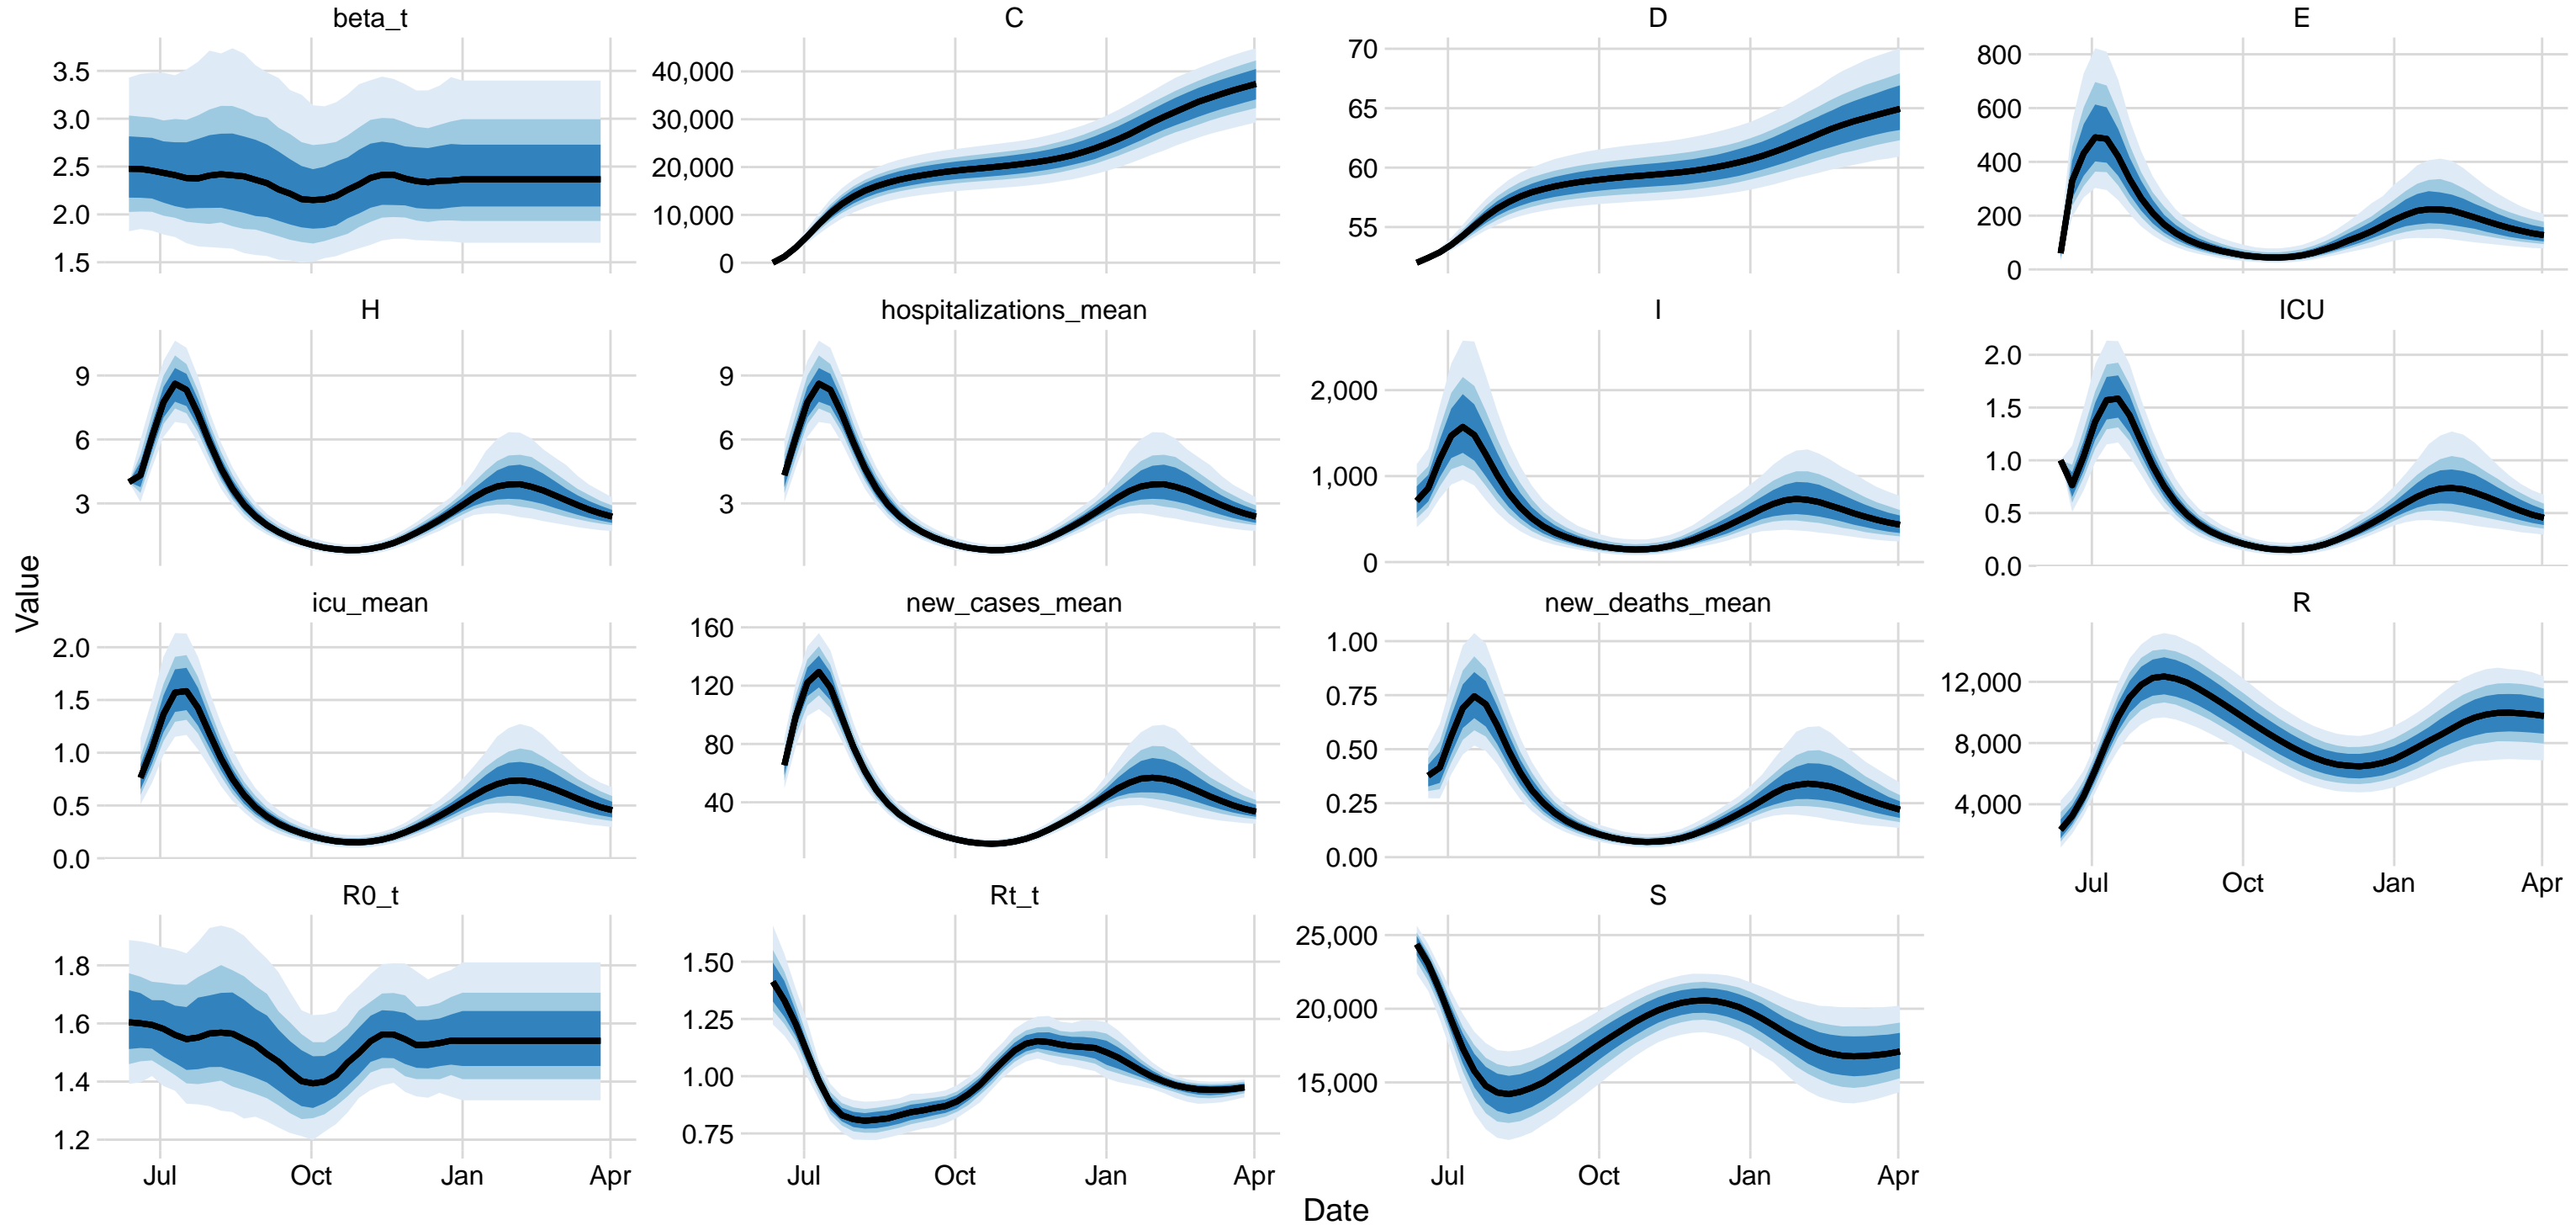 beta_t
C
D
E
3.5
3.0
2.5
2.0
1.5
40,000
30,000
20,000
10,000
0
70
65
60
55
800
600
400
200
0
H
hospitalizations_mean
I
ICU
9
6
3
9
6
3
2,000
1,000
0
2.0
1.5
1.0
0.5
0.0
Value
icu_mean
new_cases_mean
new_deaths_mean
R
2.0
1.5
1.0
0.5
0.0
160
120
80
40
1.00
0.75
0.50
0.25
0.00
12,000
8,000
4,000
Jul Oct Jan Apr
R0_t
Rt_t
S
1.8
1.6
1.4
1.2
1.50
1.25
1.00
0.75
25,000
20,000
15,000
Jul Oct Jan Apr
Jul Oct Jan Apr
Jul Oct Jan Apr
Date